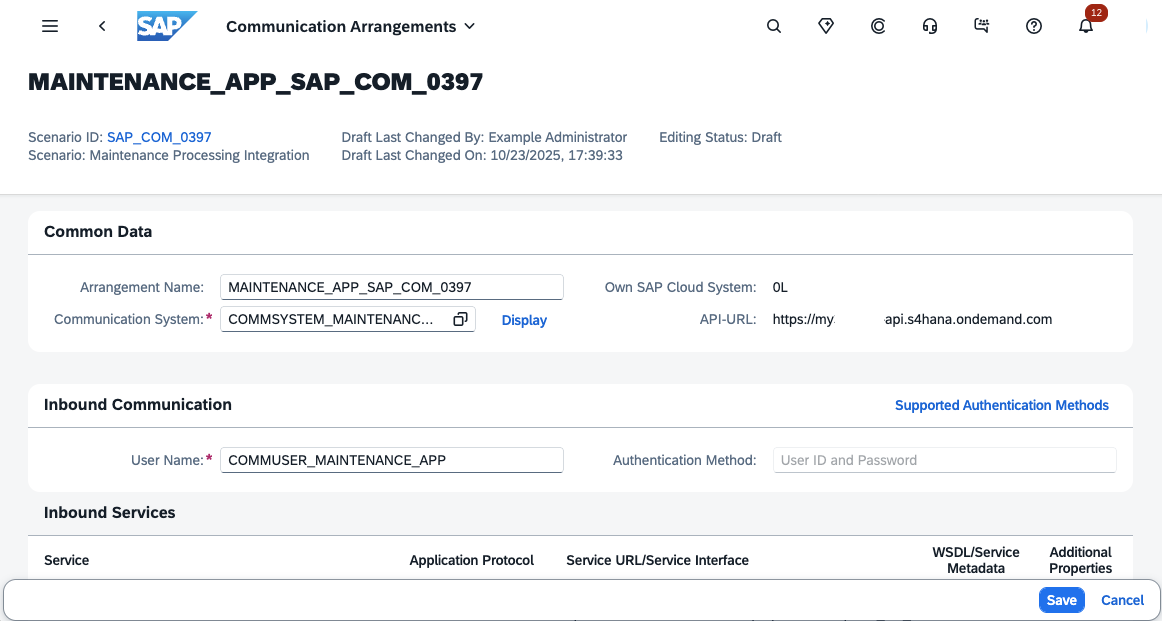 SAP
Communication Arrangements
12
MAINTENANCE_APP_SAP_COM_0397
Scenario ID: SAP_COM_0397
Scenario: Maintenance Processing Integration
Draft Last Changed By: Example Administrator
Draft Last Changed On: 10/23/2025, 17:39:33
Editing Status: Draft
Common Data
Arrangement Name: MAINTENANCE_APP_SAP_COM_0397
Own SAP Cloud System: 0L
Communication System:* COMMSYSTEM_MAINTENANC... Display
API-URL: https://my api.s4hana.ondemand.com
Inbound Communication
Supported Authentication Methods
User Name:* COMMUSER_MAINTENANCE_APP
Authentication Method: User ID and Password
Inbound Services
Service
Application Protocol
Service URL/Service Interface
WSDL/Service
Metadata
Additional
Properties
Save Cancel